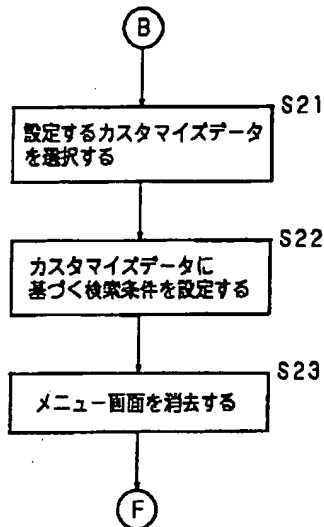 B
S21
設定するカスタマイズデータ
を選択する
S22
カスタマイズデータに
基づく検索条件を設定する
S23
メニュー画面を消去する
F